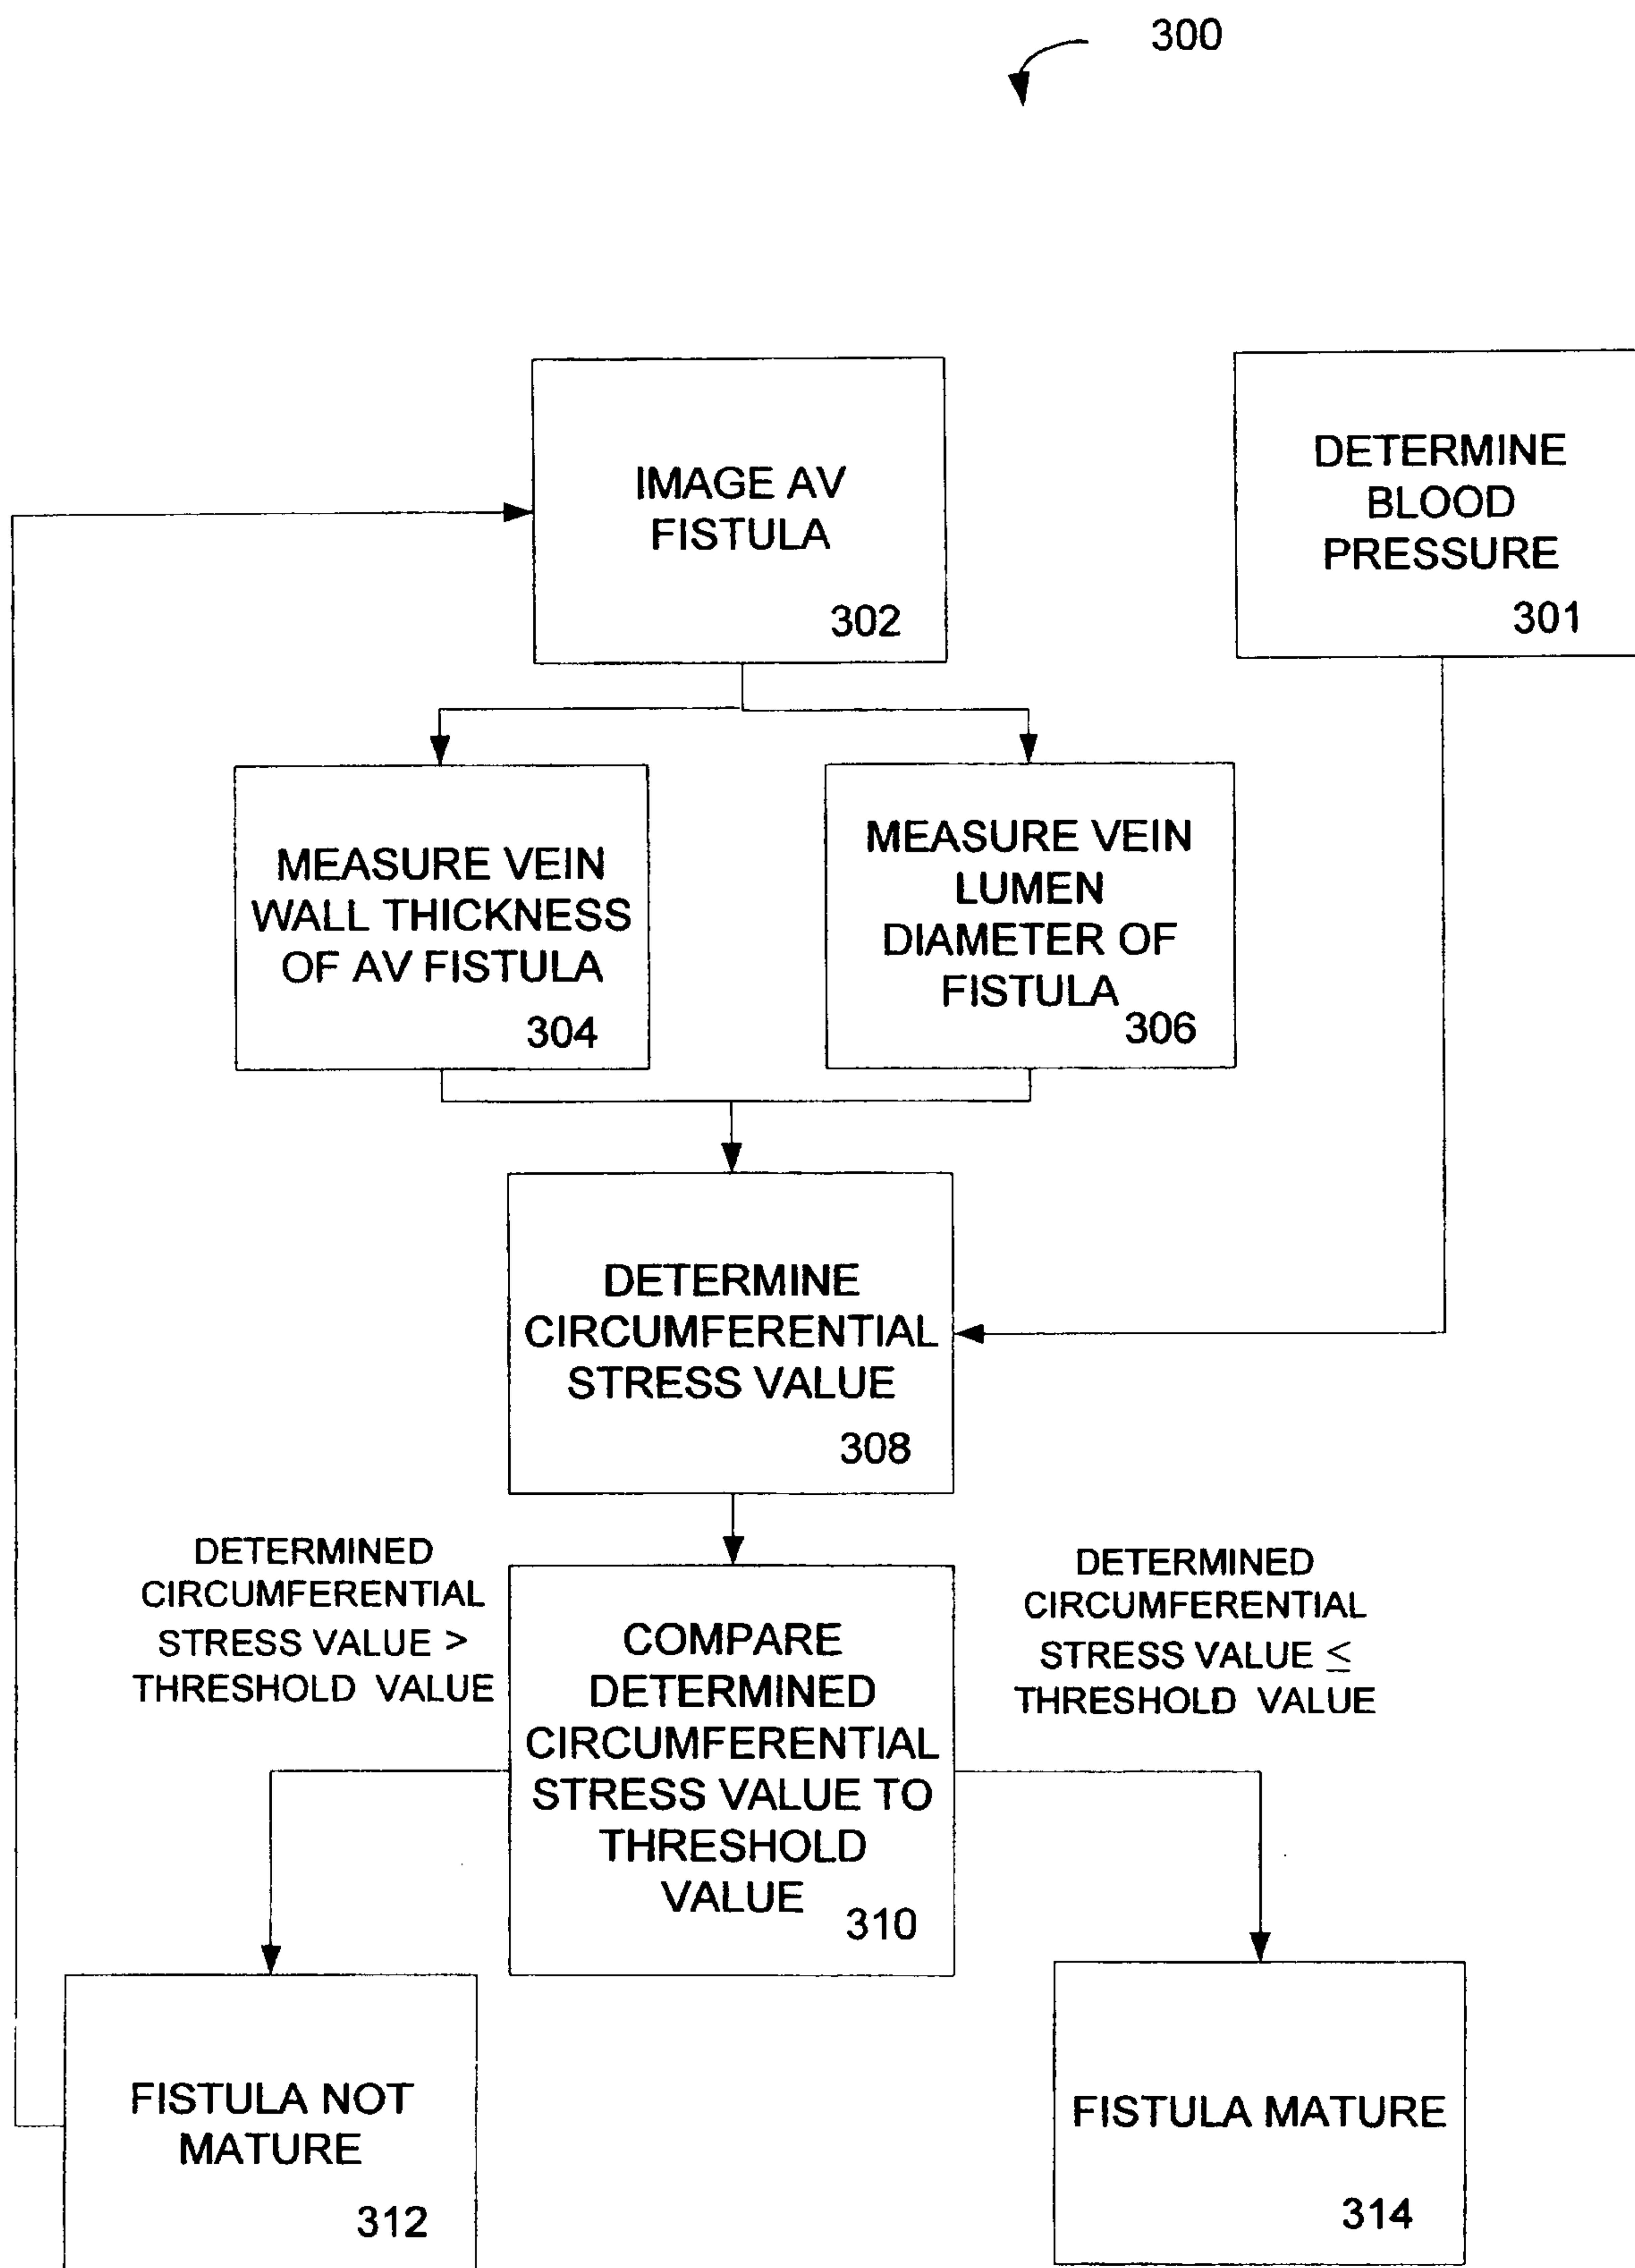 300
IMAGE AV
FISTULA
302
DETERMINE
BLOOD
PRESSURE
301
MEASURE VEIN
WALL THICKNESS
OF AV FISTULA
304
MEASURE VEIN
LUMEN
DIAMETER OF
FISTULA
306
DETERMINE
CIRCUMFERENTIAL
STRESS VALUE
308
DETERMINED
CIRCUMFERENTIAL
STRESS VALUE >
THRESHOLD VALUE
COMPARE
DETERMINED
CIRCUMFERENTIAL
STRESS VALUE TO
THRESHOLD
VALUE
310
DETERMINED
CIRCUMFERENTIAL
STRESS VALUE ≤
THRESHOLD VALUE
FISTULA NOT
MATURE
312
FISTULA MATURE
314